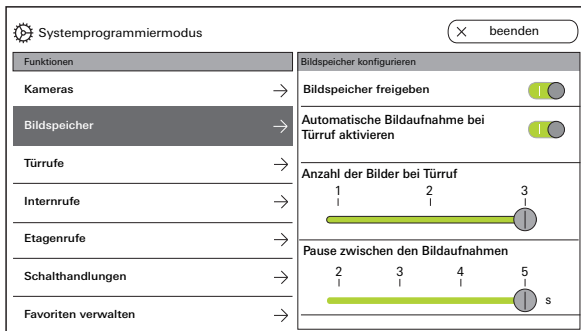 Systemprogrammiermodus
× beenden
Funktionen
Kameras
Bildspeicher
Türrufe
Internrufe
Etagenrufe
Schalthandlungen
Favoriten verwalten
Bildspeicher konfigurieren
Bildspeicher freigeben
Automatische Bildaufnahme bei
Türruf aktivieren
Anzahl der Bilder bei Türruf
1 2 3
Pause zwischen den Bildaufnahmen
2 3 4 5
s